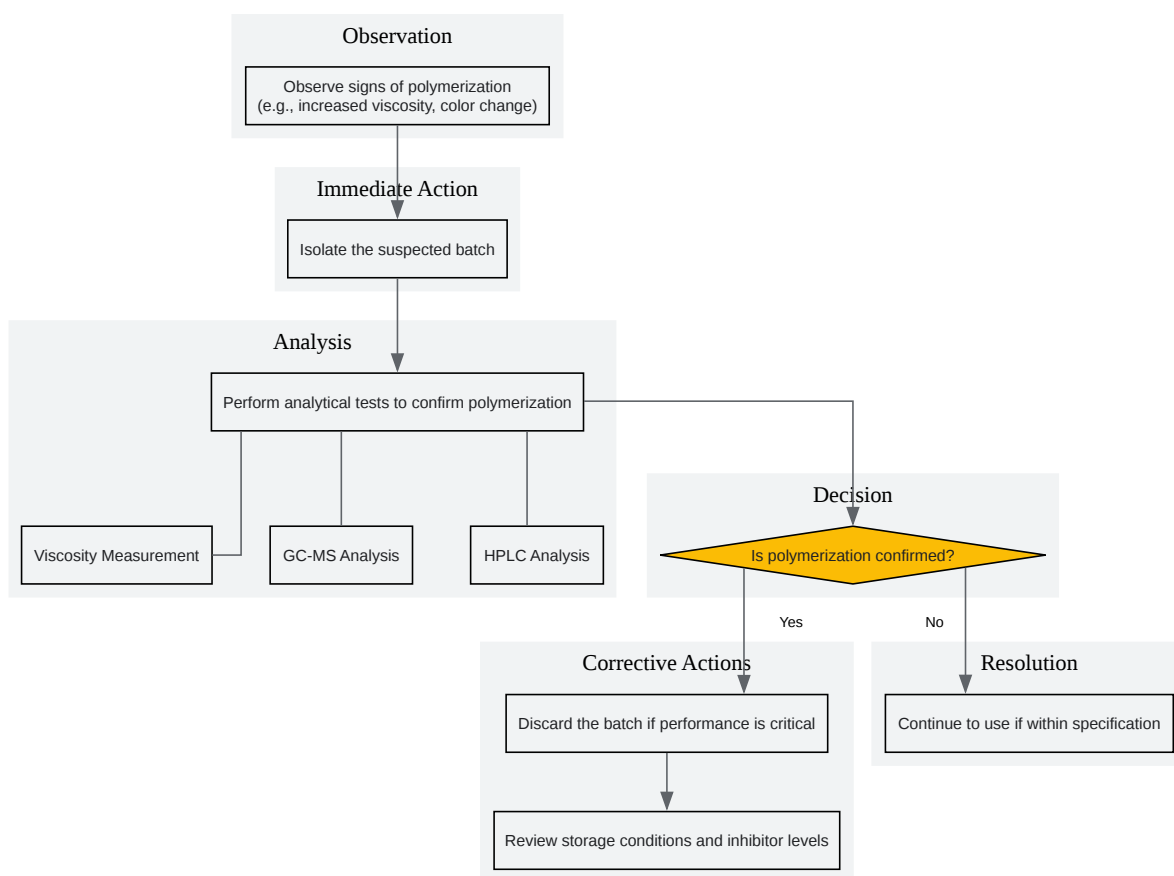 Observation
Observe signs of polymerization
(e.g., increased viscosity, color change)
Immediate Action
Isolate the suspected batch
Analysis
Perform analytical tests to confirm polymerization
Viscosity Measurement
GC-MS Analysis
HPLC Analysis
Decision
Is polymerization confirmed?
Yes
No
Corrective Actions
Discard the batch if performance is critical
Review storage conditions and inhibitor levels
Resolution
Continue to use if within specification